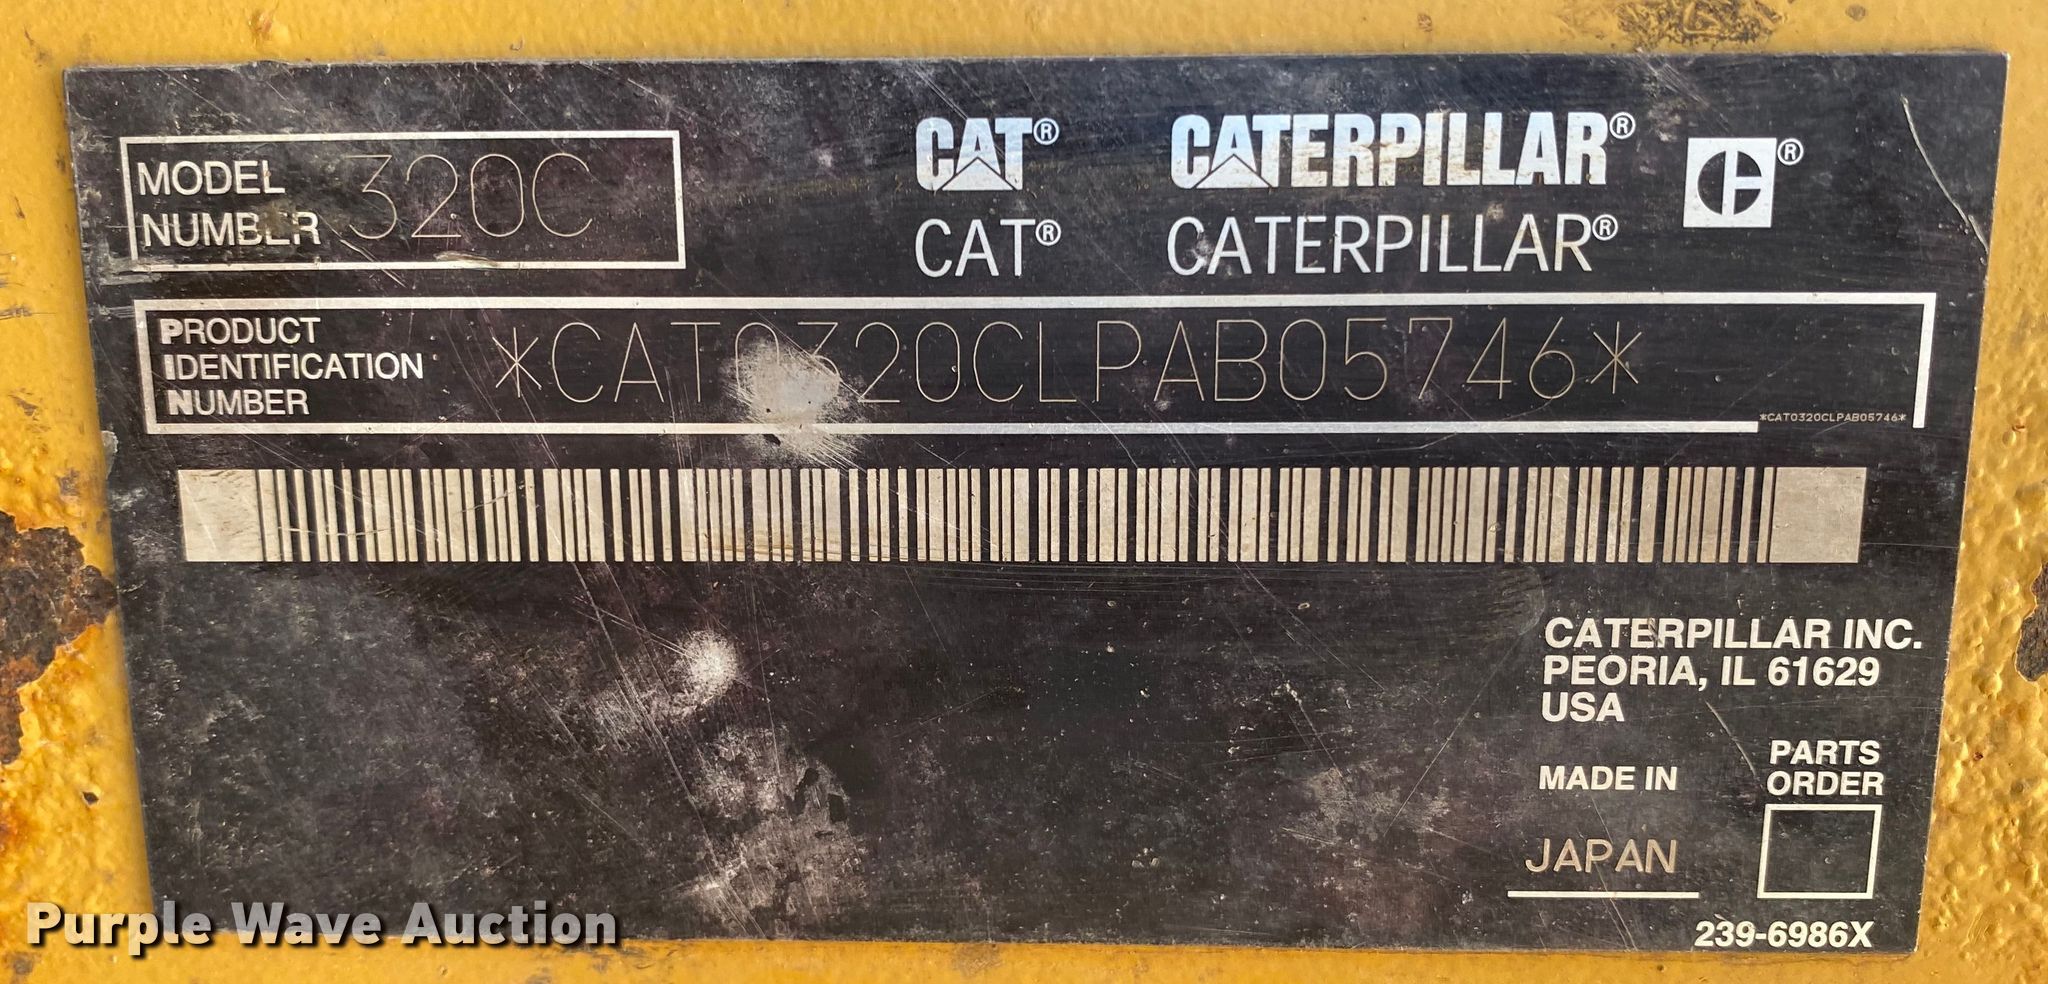 MODEL
NUMBER 320C
CAT® CATERPILLAR® ®
CAT® CATERPILLAR®
PRODUCT
IDENTIFICATION
NUMBER
*CAT0320CLPAB05746*
*CAT0320CLPAB05746*
CATERPILLAR INC.
PEORIA, IL 61629
USA
MADE IN
JAPAN
PARTS
ORDER
239-6986X
Purple Wave Auction